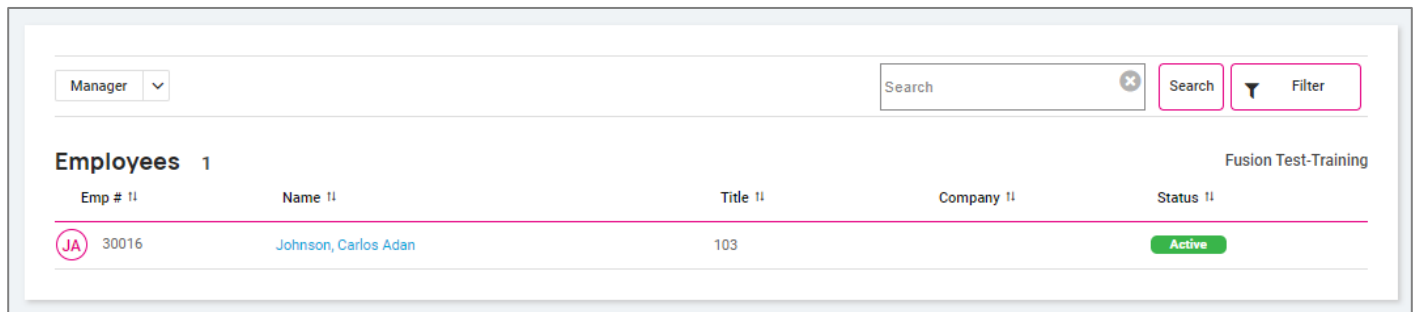 Manager
Search Search Filter
Employees 1
Fusion Test-Training
Emp # Name Title Company Status
JA 30016 Johnson, Carlos Adan 103 Active